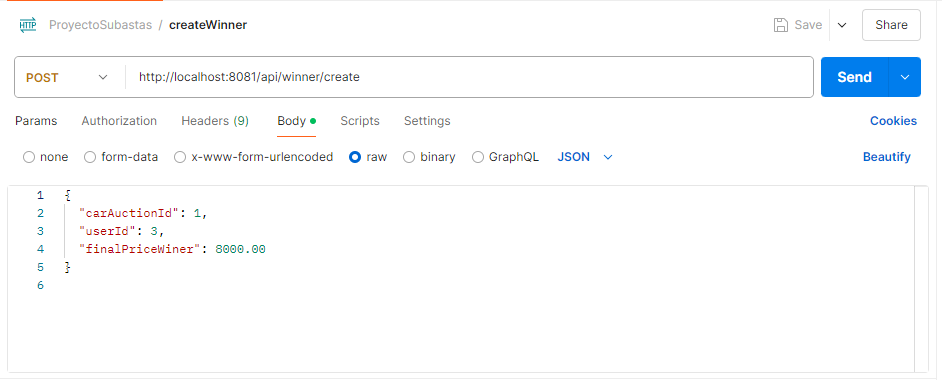 HTTP ProyectoSubastas / createWinner Save Share
POST http://localhost:8081/api/winner/create Send
Params Authorization Headers (9) Body Scripts Settings Cookies
none form-data x-www-form-urlencoded raw binary GraphQL JSON Beautify
1 {
2 "carAuctionId": 1,
3 "userId": 3,
4 "finalPriceWiner": 8000.00
5 }
6